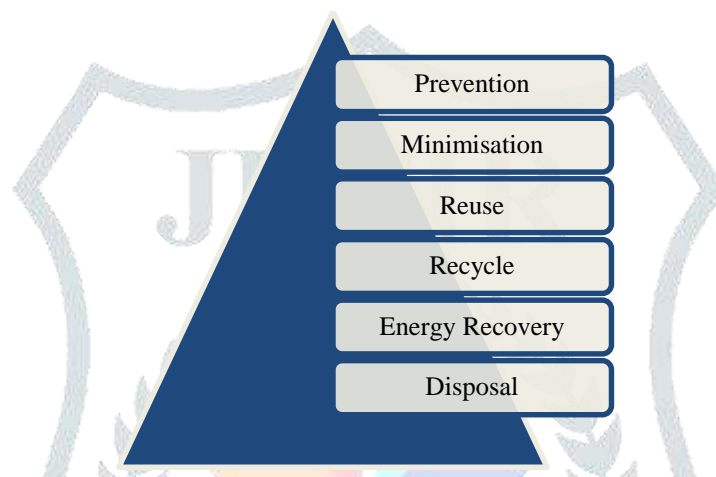 Prevention
Minimisation
Reuse
Recycle
Energy Recovery
Disposal